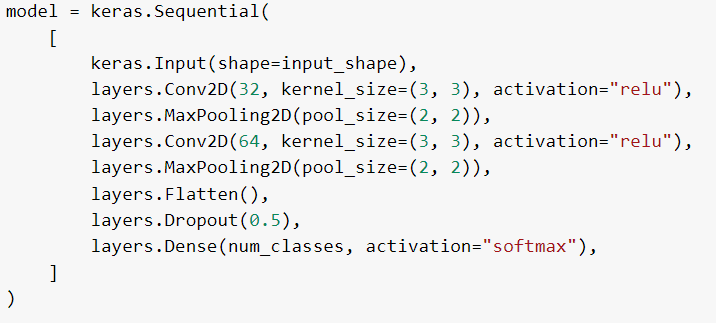 model = keras.Sequential(
    [
        keras.Input(shape=input_shape),
        layers.Conv2D(32, kernel_size=(3, 3), activation="relu"),
        layers.MaxPooling2D(pool_size=(2, 2)),
        layers.Conv2D(64, kernel_size=(3, 3), activation="relu"),
        layers.MaxPooling2D(pool_size=(2, 2)),
        layers.Flatten(),
        layers.Dropout(0.5),
        layers.Dense(num_classes, activation="softmax"),
    ]
)